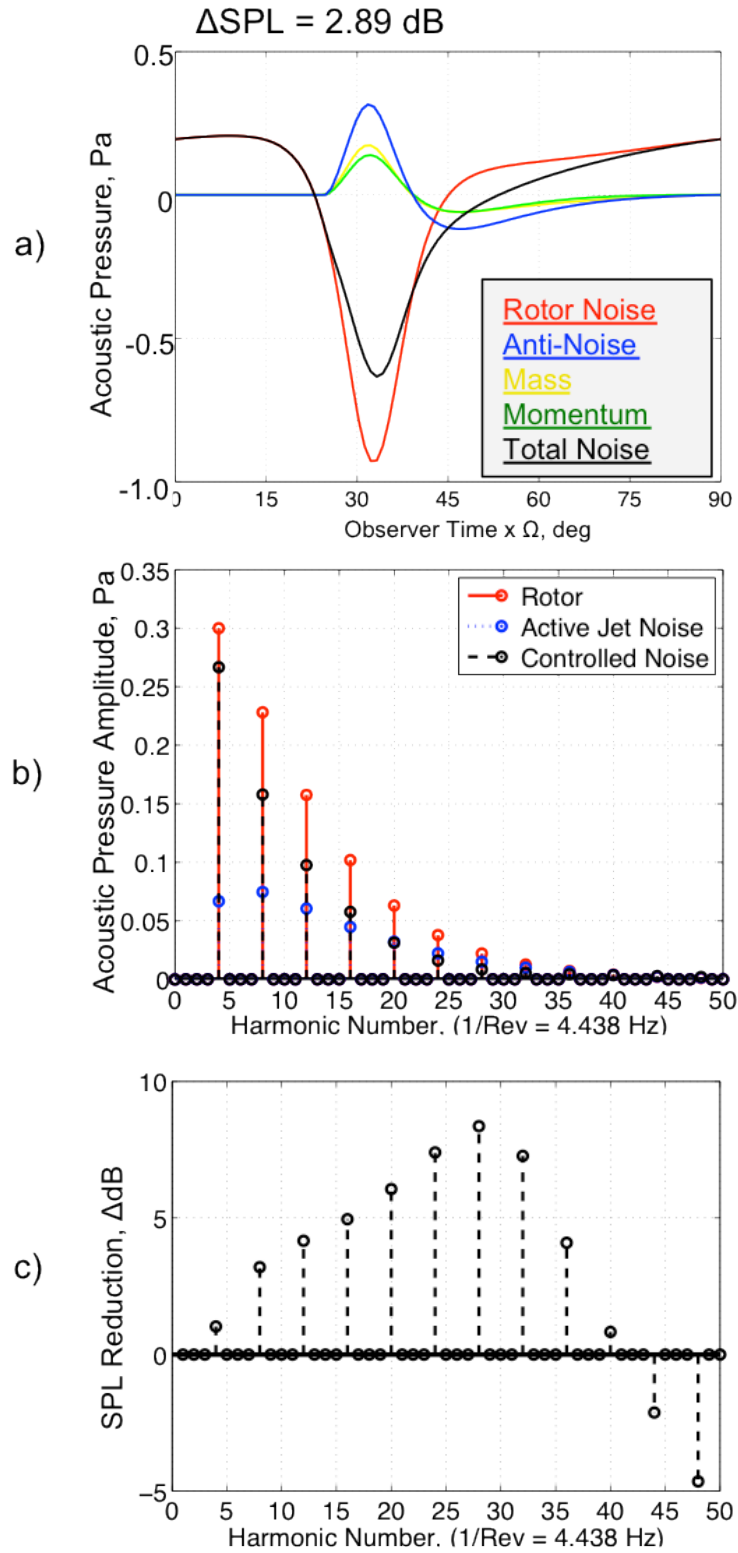 ΔSPL = 2.89 dB
a)
Acoustic Pressure, Pa
0.5
0
-0.5
-1.0
Rotor Noise
Anti-Noise
Mass
Momentum
Total Noise
0 15 30 45 60 75 90
Observer Time x Ω, deg
b)
Acoustic Pressure Amplitude, Pa
0.35
0.3
0.25
0.2
0.15
0.1
0.05
0
Rotor
Active Jet Noise
Controlled Noise
0 5 10 15 20 25 30 35 40 45 50
Harmonic Number. (1/Rev = 4.438 Hz)
c)
SPL Reduction, ΔdB
10
5
0
−5
0 5 10 15 20 25 30 35 40 45 50
Harmonic Number. (1/Rev = 4.438 Hz)